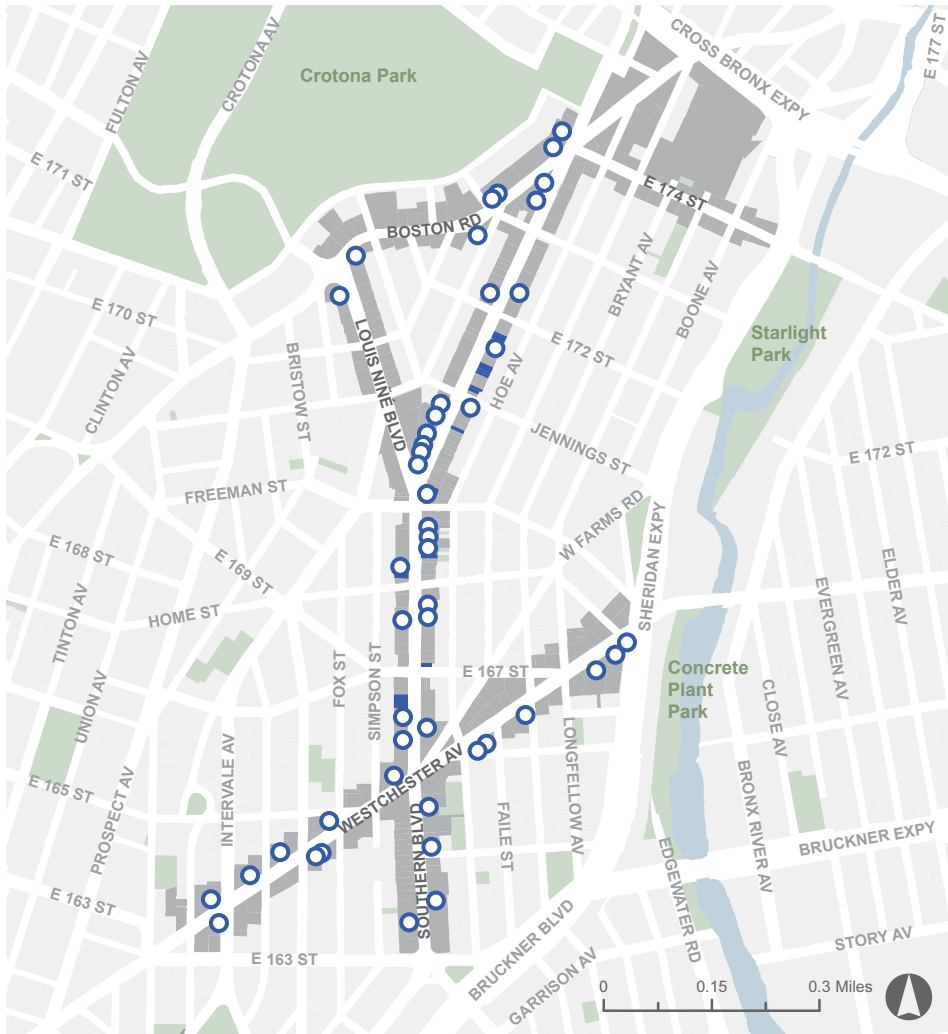 CROSS BRONX EXPY
E 177 ST
CROTONA AV
FULTON AV
Crotona Park
E 171 ST
E 174 ST
BOSTON RD
BRYANT AV
BOONE AV
E 170 ST
Starlight
Park
LOUIS NINE BLVD
E 172 ST
BRISTOW ST
HOE AV
CLINTON AV
JENNINGS ST
E 172 ST
FREEMAN ST
W FARMS RD
SHERIDAN EXPY
E 168 ST
E 169 ST
ELDER AV
EVERGREEN AV
TINTON AV
HOME ST
FOX ST
SIMPSON ST
E 167 ST
Concrete
Plant
Park
UNION AV
CLOSE AV
INTERVALE AV
LONGFELLOW AV
WESTCHESTER AV
E 165 ST
PROSPECT AV
BRONX RIVER AV
FAILE ST
SOUTHERN BLVD
BRUCKNER EXPY
EDGEWATER RD
E 163 ST
BRUCKNER BLVD
STORY AV
E 163 ST
GARRISON AV
0 0.15 0.3 Miles